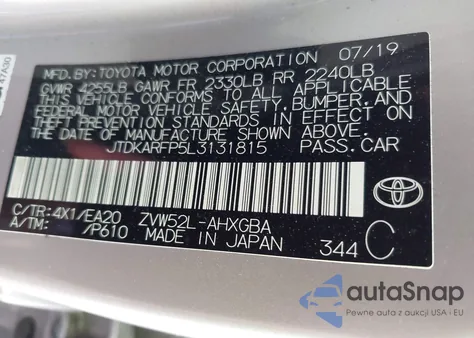 47A30
MFD.BY:TOYOTA MOTOR CORPORATION 07/19
GVWR 4255LB GAWR FR 2330LB RR 2240LB
THIS VEHICLE CONFORMS TO ALL APPLICABLE
FEDERAL MOTOR VEHICLE SAFETY, BUMPER, AND
THEFT PREVENTION STANDARDS IN EFFECT ON THE
DATE OF MANUFACTURE SHOWN ABOVE.
JTDKARFP5L3131815 PASS.CAR
C/TR:4X1/EA20 ZVW52L-AHXGBA
A/TM: /P610 MADE IN JAPAN 344 C
TOYOTA
autoSnap
Pewne auta z aukcji USA i EU